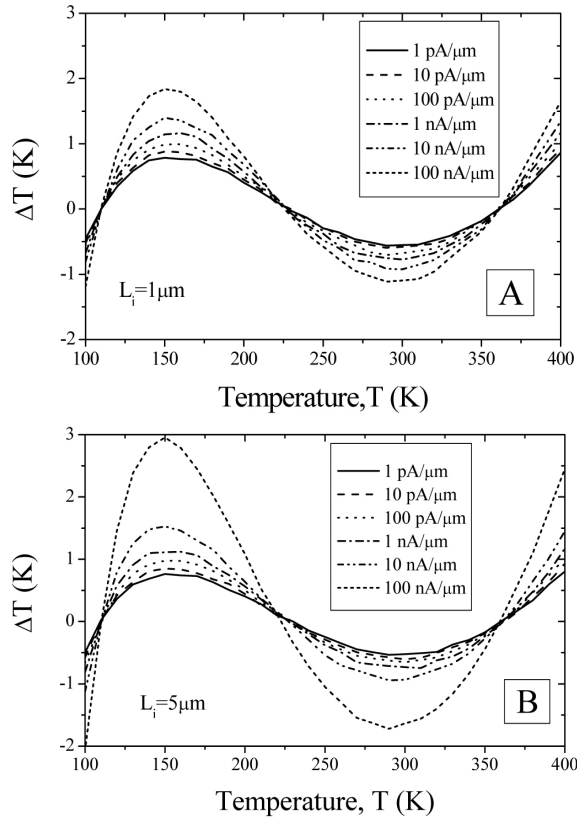 3
2
1
0
-1
-2
ΔT (K)
1 pA/μm
10 pA/μm
100 pA/μm
1 nA/μm
10 nA/μm
100 nA/μm
Lᵢ=1μm
A
100 150 200 250 300 350 400
Temperature,T (K)
3
2
1
0
-1
-2
ΔT (K)
1 pA/μm
10 pA/μm
100 pA/μm
1 nA/μm
10 nA/μm
100 nA/μm
Lᵢ=5μm
B
100 150 200 250 300 350 400
Temperature, T (K)